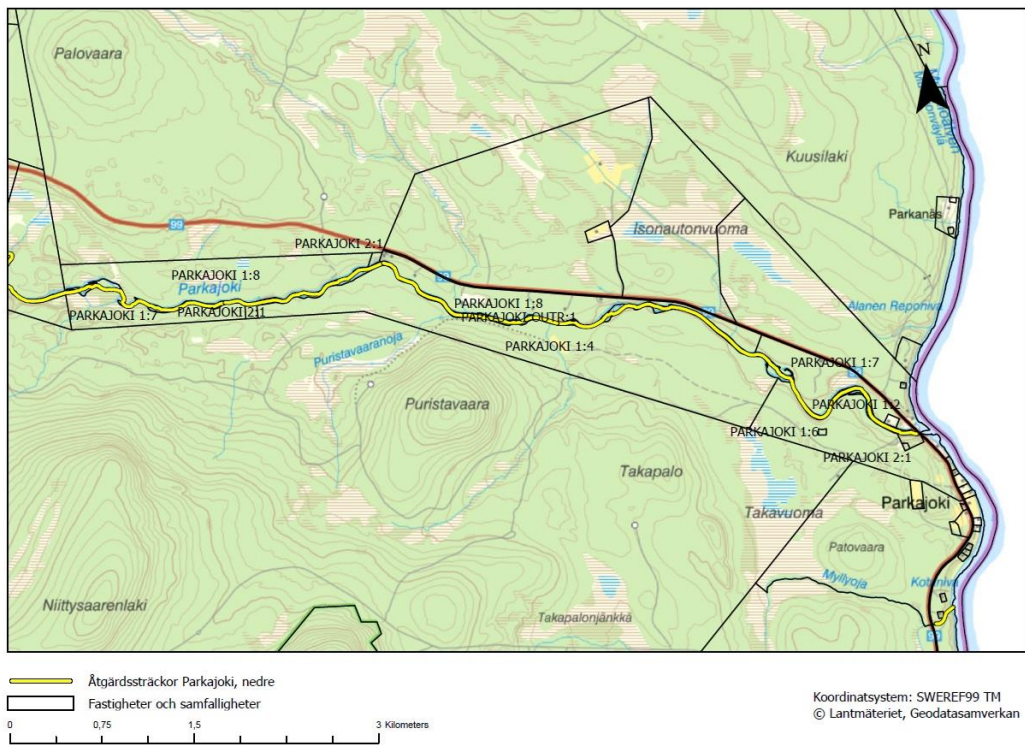 Palovaara
N
Kuusilaki
Parkanäs
Isonautonvuoma
99
PARKAJOKI 2:1
PARKAJOKI 1:8
Parkajoki
PARKAJOKI 1:7
PARKAJOKI 2:1
PARKAJOKI 1:8
PARKAJOKI OUTR:1
PARKAJOKI 1:4
Alanen Reponiva
Puristavaaranoja
PARKAJOKI 1:7
Puristavaara
PARKAJOKI 1:2
PARKAJOKI 1:6
PARKAJOKI 2:1
Takapalo
Takavuoma
Parkajoki
Patovaara
Myllyoja
Niittysaarenlaki
Takapalonjänkkä
Åtgärdssträckor Parkajoki, nedre
Fastigheter och samfalligheter
0 0,75 1,5 3 Kilometers
Koordinatsystem: SWEREF99 TM
© Lantmäteriet, Geodatasamverkan